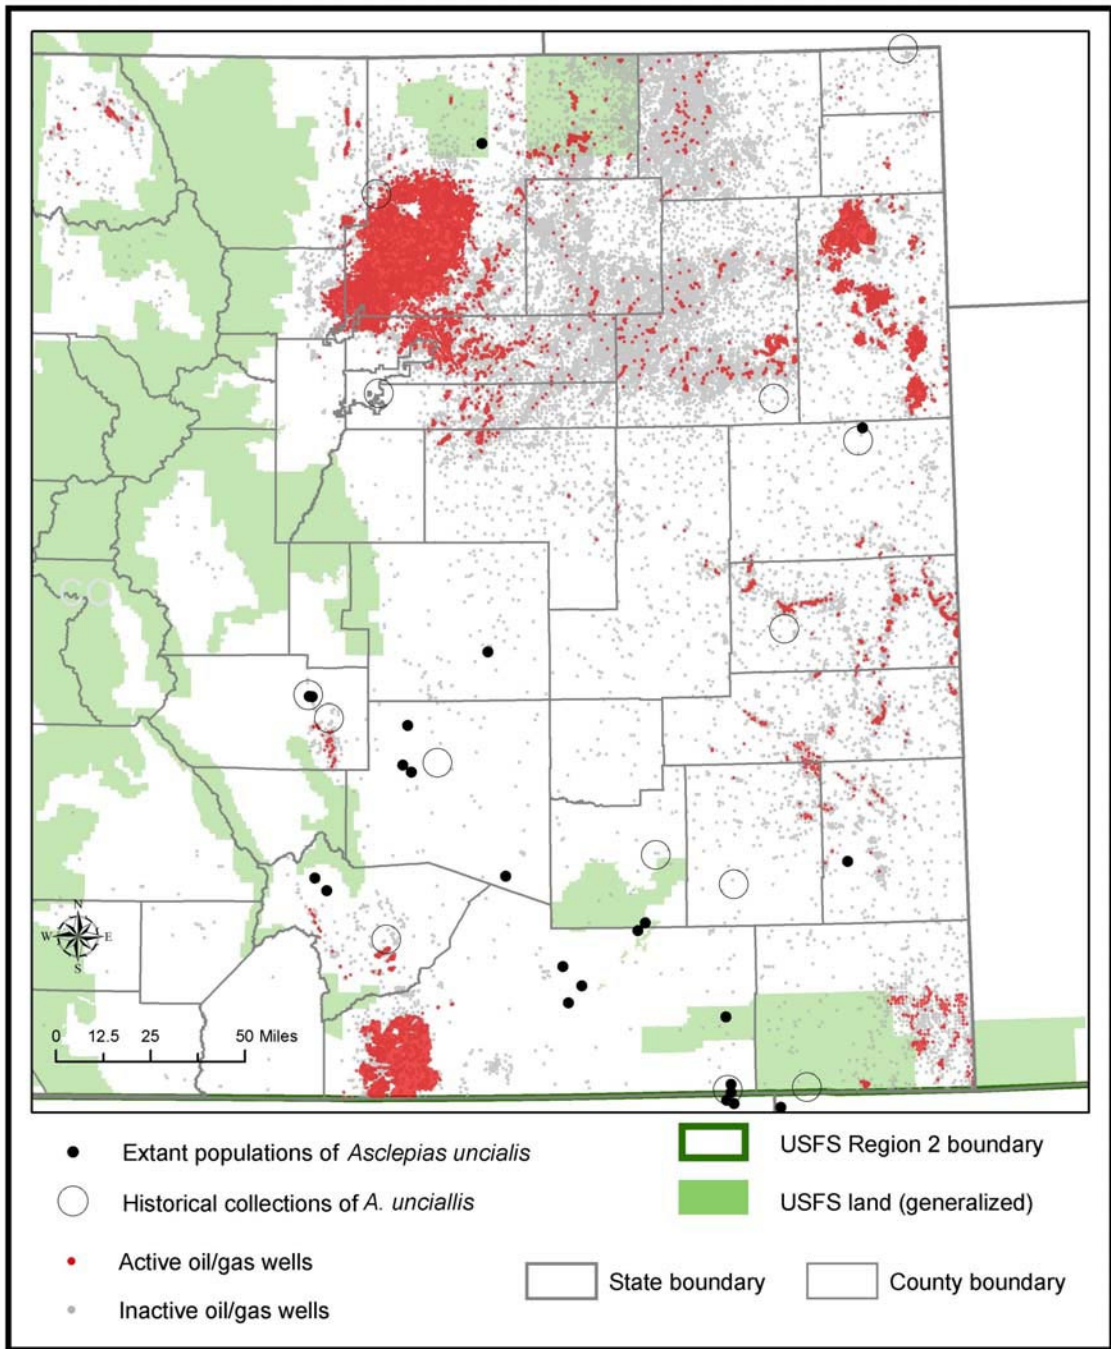 CO
N
W E
S
0 12.5 25 50 Miles
Extant populations of Asclepias uncialis
Historical collections of A. unciallis
Active oil/gas wells
Inactive oil/gas wells
USFS Region 2 boundary
USFS land (generalized)
State boundary
County boundary